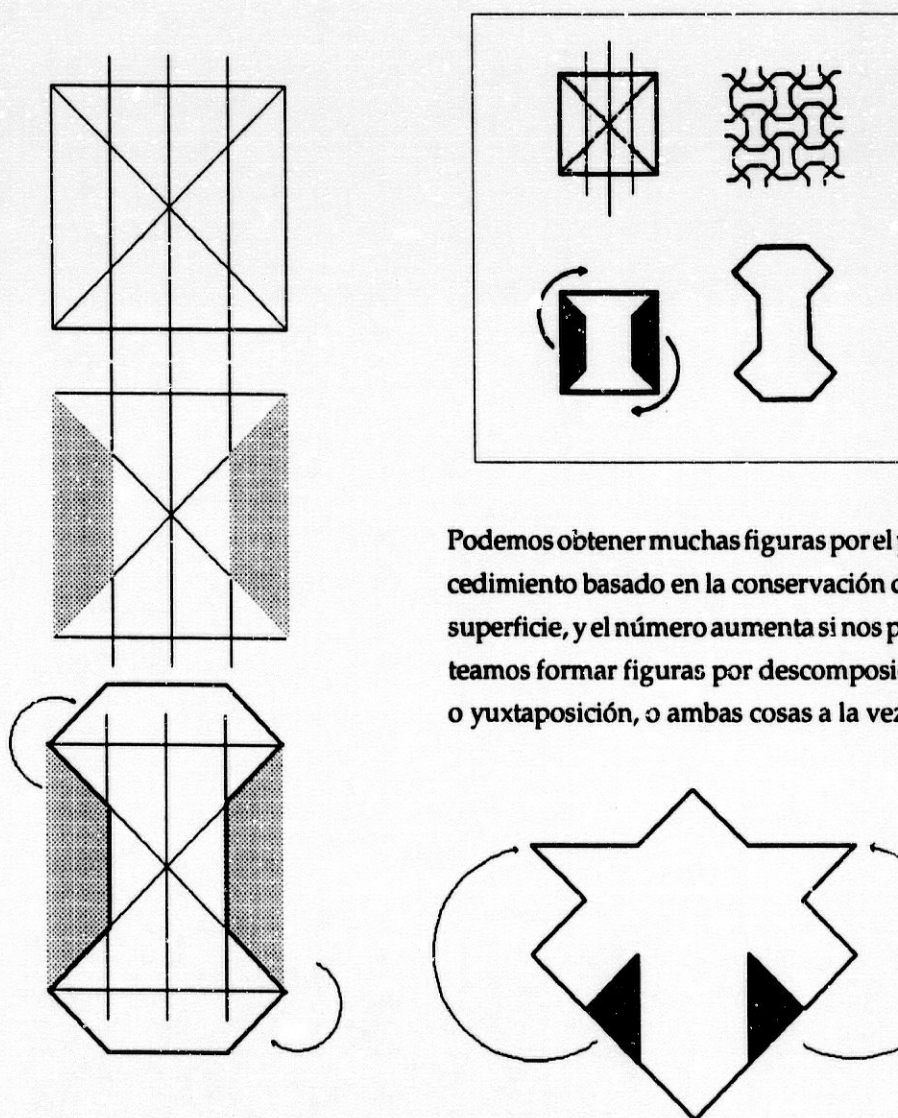 Podemos obtener muchas figuras por el
cedimiento basado en la conservación
superficie, y el número aumenta si nos
teamos formar figuras por
o yuxtaposición, o ambas cosas a la vez